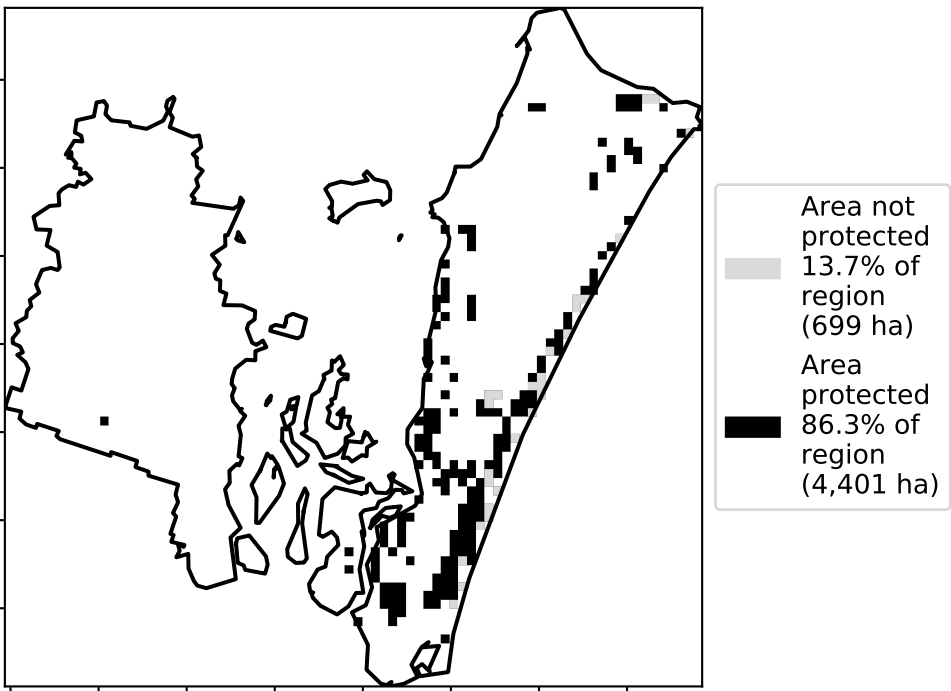 Area not
protected
13.7% of
region
(699 ha)
Area
protected
86.3% of
region
(4,401 ha)